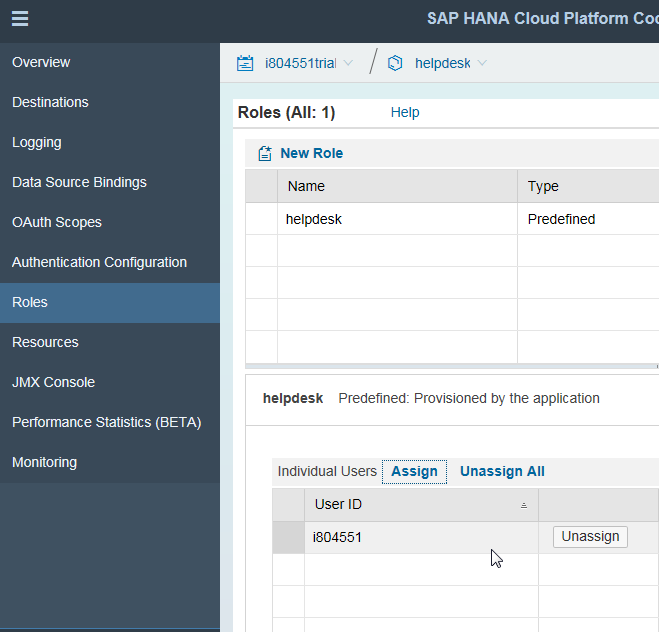 SAP HANA Cloud Platform Coc
Overview
Destinations
Logging
Data Source Bindings
OAuth Scopes
Authentication Configuration
Roles
Resources
JMX Console
Performance Statistics (BETA)
Monitoring
i804551trial / helpdesk
Roles (All: 1) Help
New Role
Name Type
helpdesk Predefined
helpdesk Predefined: Provisioned by the application
Individual Users Assign Unassign All
User ID
i804551 Unassign